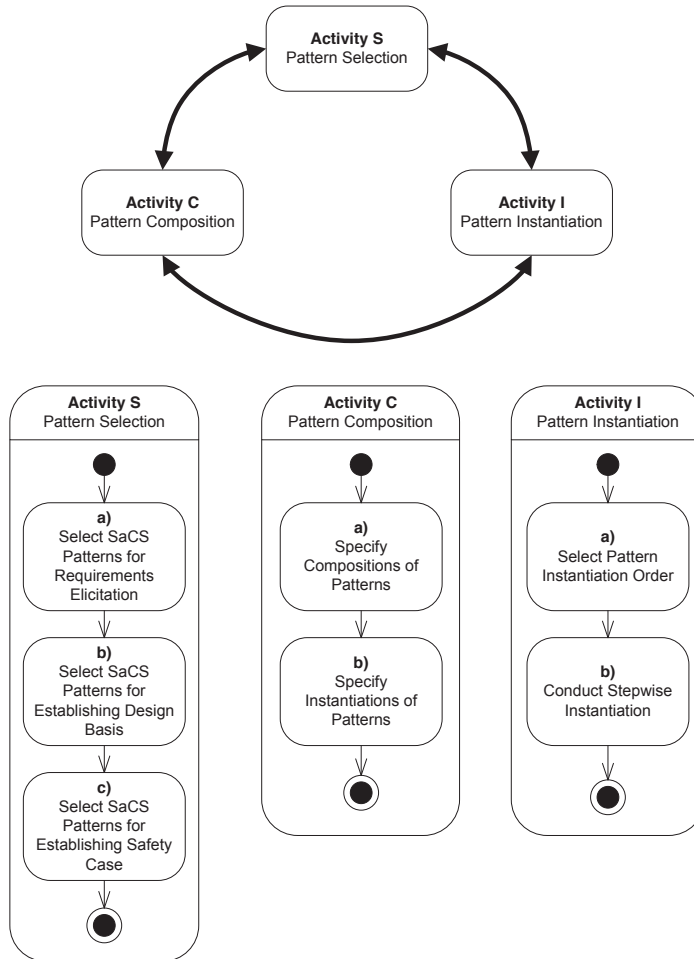 Activity S
Pattern Selection
Activity C
Pattern Composition
Activity I
Pattern Instantiation
Activity S
Pattern Selection
a)
Select SaCS
Patterns for
Requirements
Elicitation
b)
Select SaCS
Patterns for
Establishing Design
Basis
c)
Select SaCS
Patterns for
Establishing Safety
Case
Activity C
Pattern Composition
a)
Specify
Compositions of
Patterns
b)
Specify
Instantiations of
Patterns
Activity I
Pattern Instantiation
a)
Select Pattern
Instantiation Order
b)
Conduct Stepwise
Instantiation